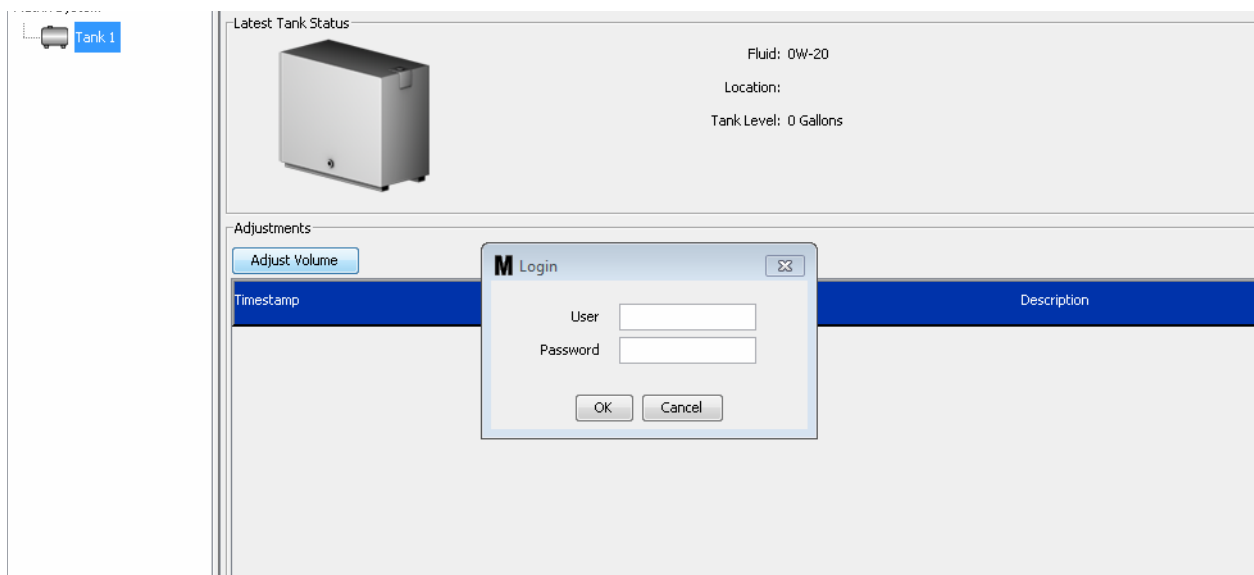 Tank 1
Latest Tank Status
Fluid: 0W-20
Location:
Tank Level: 0 Gallons
Adjustments
Adjust Volume
Timestamp
Description
M Login
User
Password
OK
Cancel